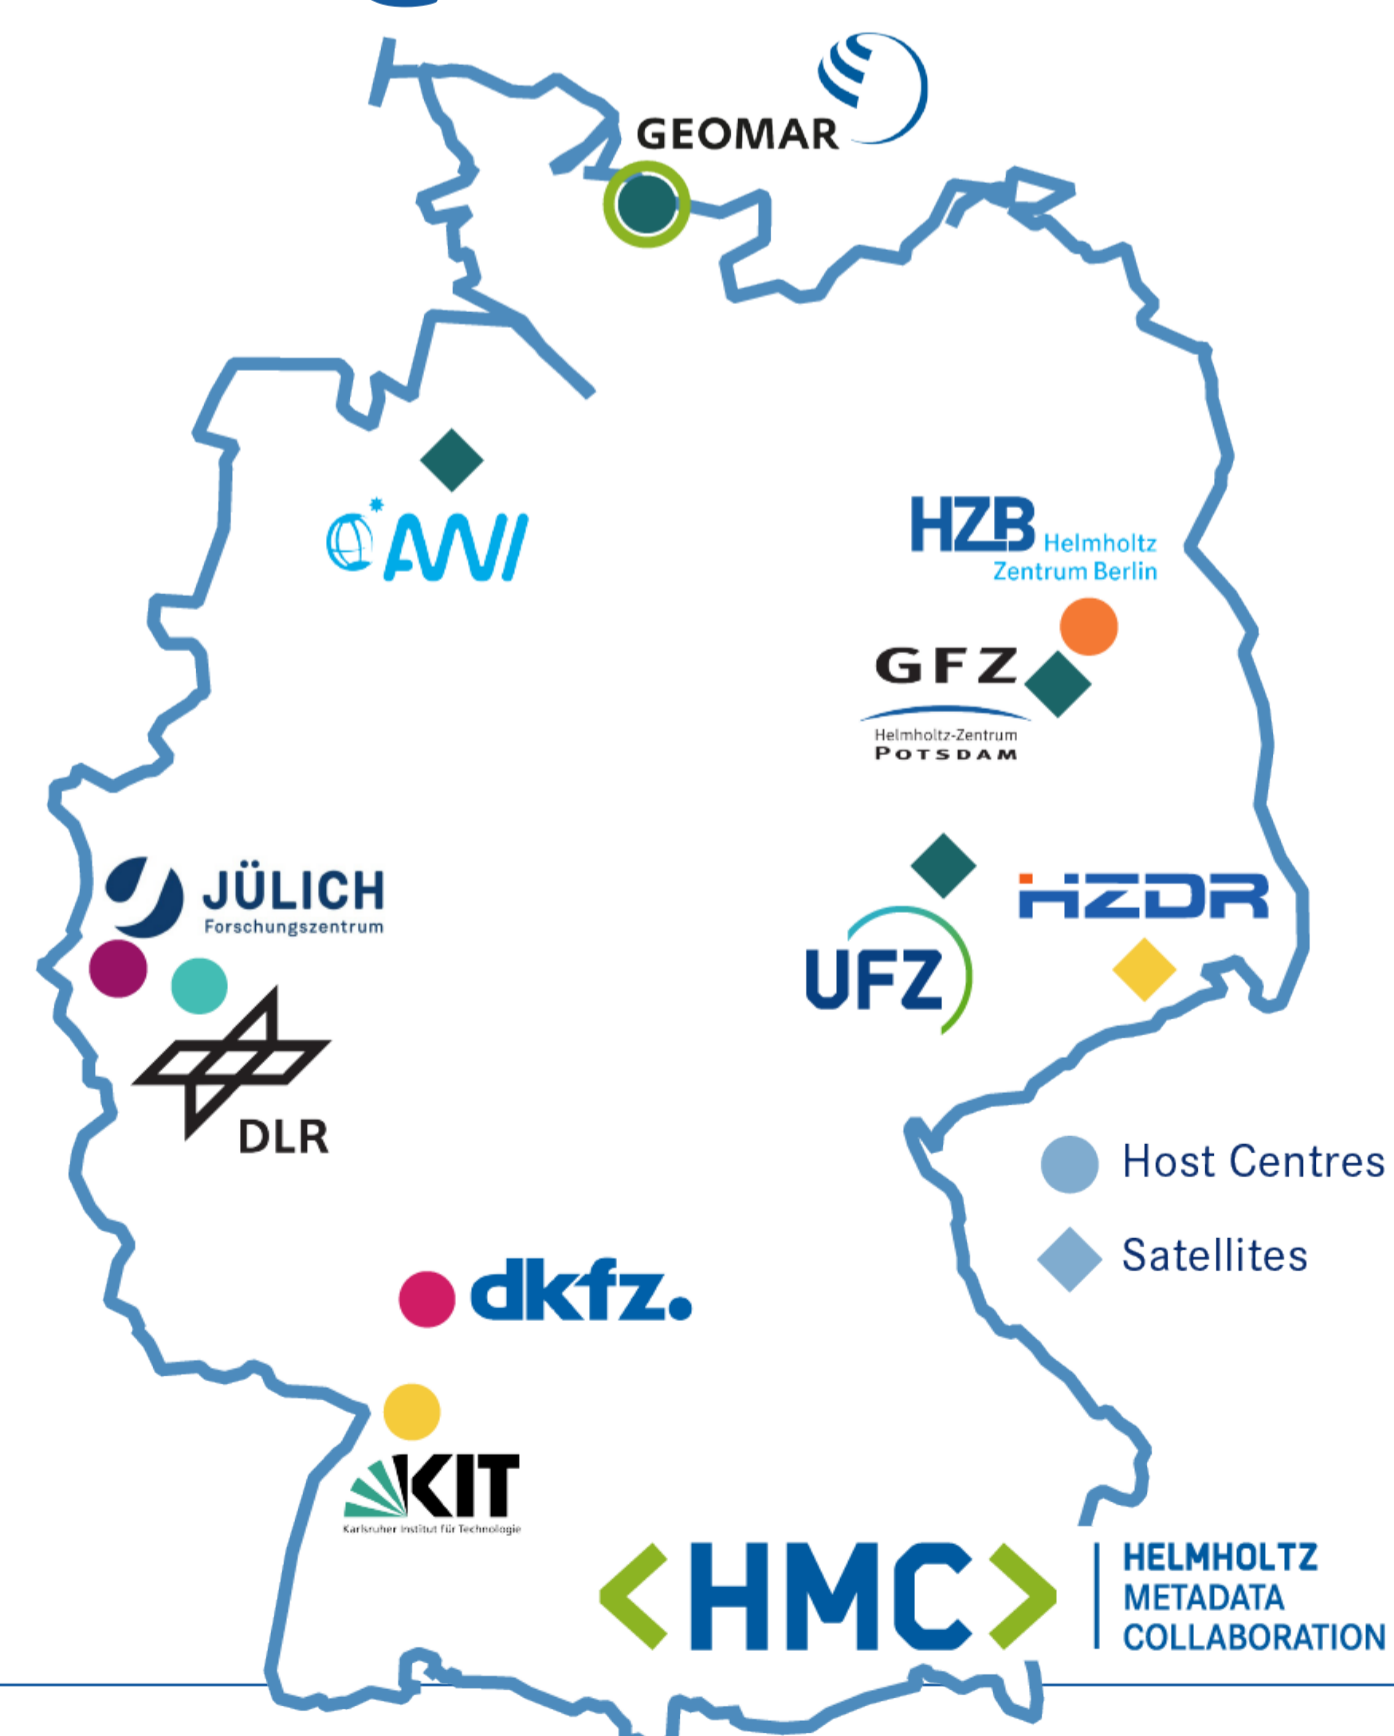 GEOMAR
AWI
HZB Helmholtz
Zentrum Berlin
GFZ
Helmholtz-Zentrum
POTSDAM
JÜLICH
Forschungszentrum
HZDR
UFZ
DLR
Host Centres
Satellites
dkfz.
KIT
Karlsruher Institut für Technologie
<HMC>
HELMHOLTZ
METADATA
COLLABORATION